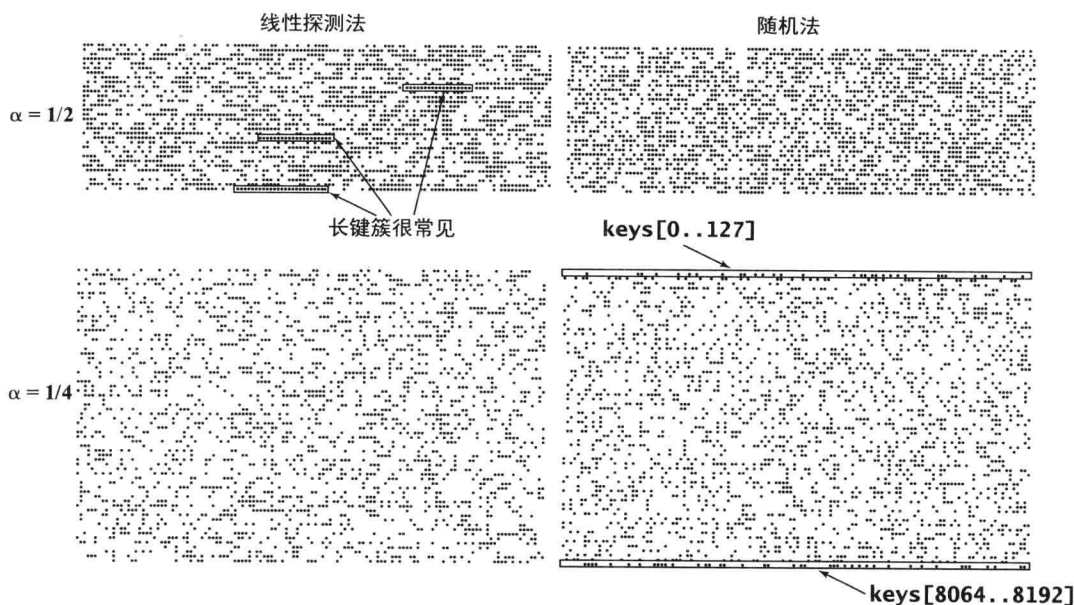 线性探测法
随机法
α = 1/2
长键簇很常见
keys[0..127]
α = 1/4
keys[8064..8192]